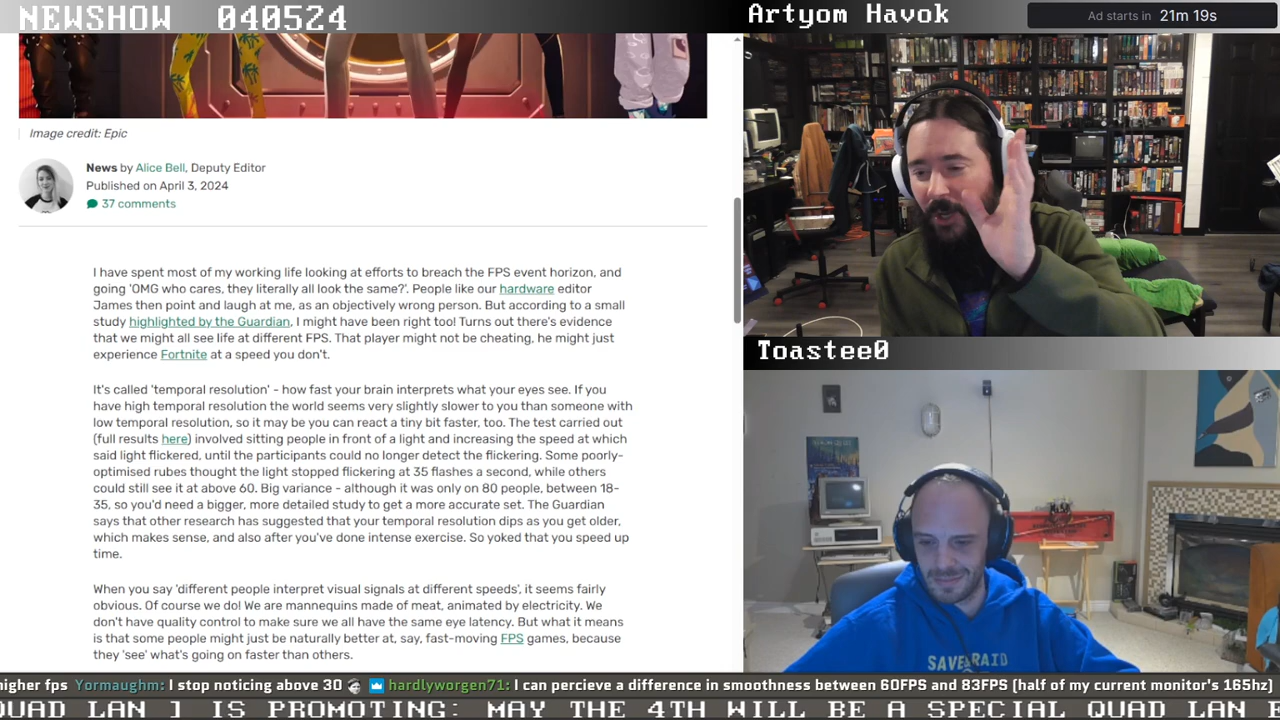 NEWSHOW 040524
Artyom Havok
Ad starts in 21m 19s
Image credit: Epic
News by Alice Bell, Deputy Editor
Published on April 3, 2024
37 comments
I have spent most of my working life looking at efforts to breach the FPS event horizon, and
going 'OMG who cares, they literally all look the same?'. People like our hardware editor
James then point and laugh at me, as an objectively wrong person. But according to a small
study highlighted by the Guardian, I might have been right too! Turns out there's evidence
that we might all see life at different FPS. That player might not be cheating, he might just
experience Fortnite at a speed you don't.
It's called 'temporal resolution' - how fast your brain interprets what your eyes see. If you
have high temporal resolution the world seems very slightly slower to you than someone with
low temporal resolution, so it may be you can react a tiny bit faster, too. The test carried out
(full results here) involved sitting people in front of a light and increasing the speed at which
said light flickered, until the participants could no longer detect the flickering. Some poorly-
optimised rubes thought the light stopped flickering at 35 flashes a second, while others
could still see it at above 60. Big variance - although it was only on 80 people, between 18-
35, so you'd need a bigger, more detailed study to get a more accurate set. The Guardian
says that other research has suggested that your temporal resolution dips as you get older,
which makes sense, and also after you've done intense exercise. So yoked that you speed up
time.
When you say 'different people interpret visual signals at different speeds', it seems fairly
obvious. Of course we do! We are mannequins made of meat, animated by electricity. We
don't have quality control to make sure we all have the same eye latency. But what it means
is that some people might just be naturally better at, say, fast-moving FPS games, because
they 'see' what's going on faster than others.
Toastee0
SAVE RAID
higher fps Yormaughm: I stop noticing above 30 hardlyworgen71: I can percieve a difference in smoothness between 60FPS and 83FPS (half of my current monitor's 165hz)
QUAD LAN ] IS PROMOTING: MAY THE 4TH WILL BE A SPECIAL QUAD LAN E